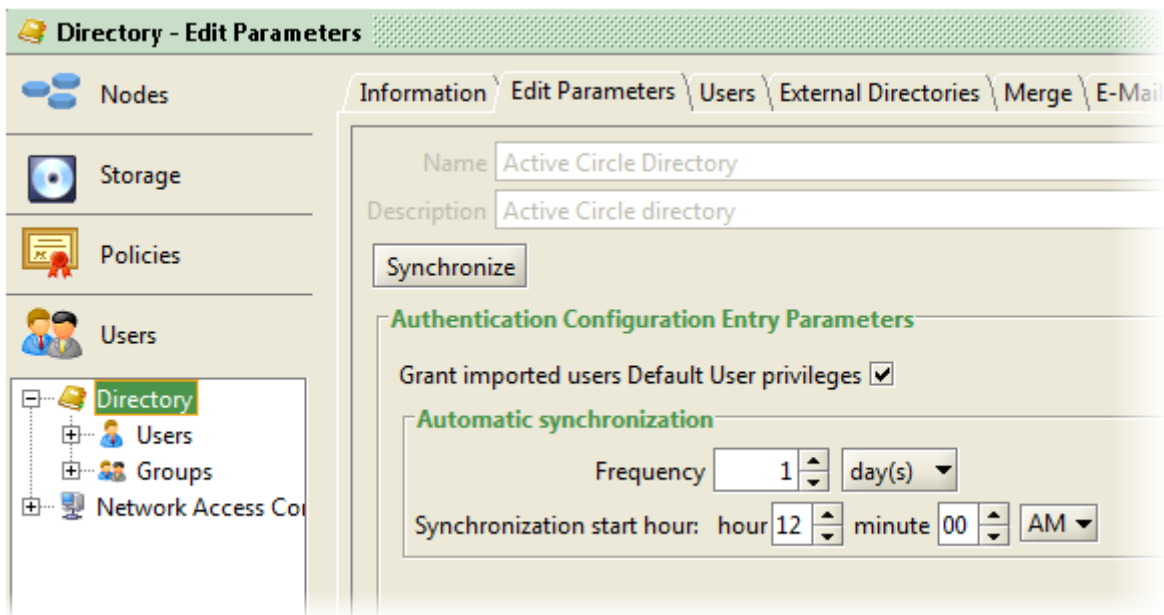 Directory - Edit Parameters
Nodes
Storage
Policies
Users
Directory
Users
Groups
Network Access
Information Edit Parameters Users External Directories Merge E-Mail
Name Active Circle Directory
Description Active Circle directory
Synchronize
Authentication Configuration Entry Parameters
Grant imported users Default User privileges
Automatic synchronization
Frequency 1 day(s)
Synchronization start hour: hour 12 minute 00 AM